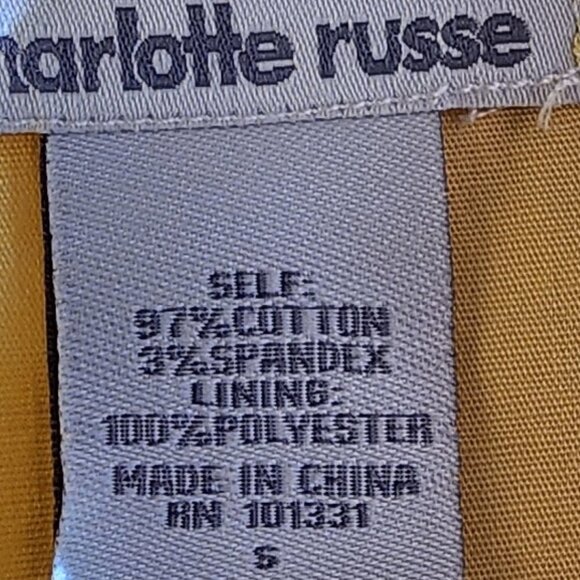 harlotte russe
SELF:
97%COTTON
3%SPANDEX
LINING:
100%POLYESTER
MADE IN CHINA
RN 101331
S